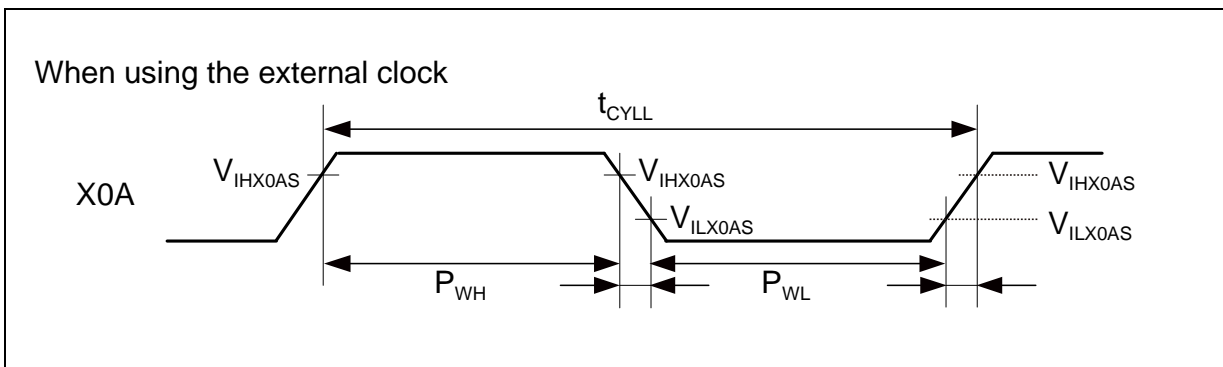 When using the external clock
tCYLL
VIHX0AS
VIHX0AS
VIHX0AS
X0A
VILX0AS
VILX0AS
PWH
PWL